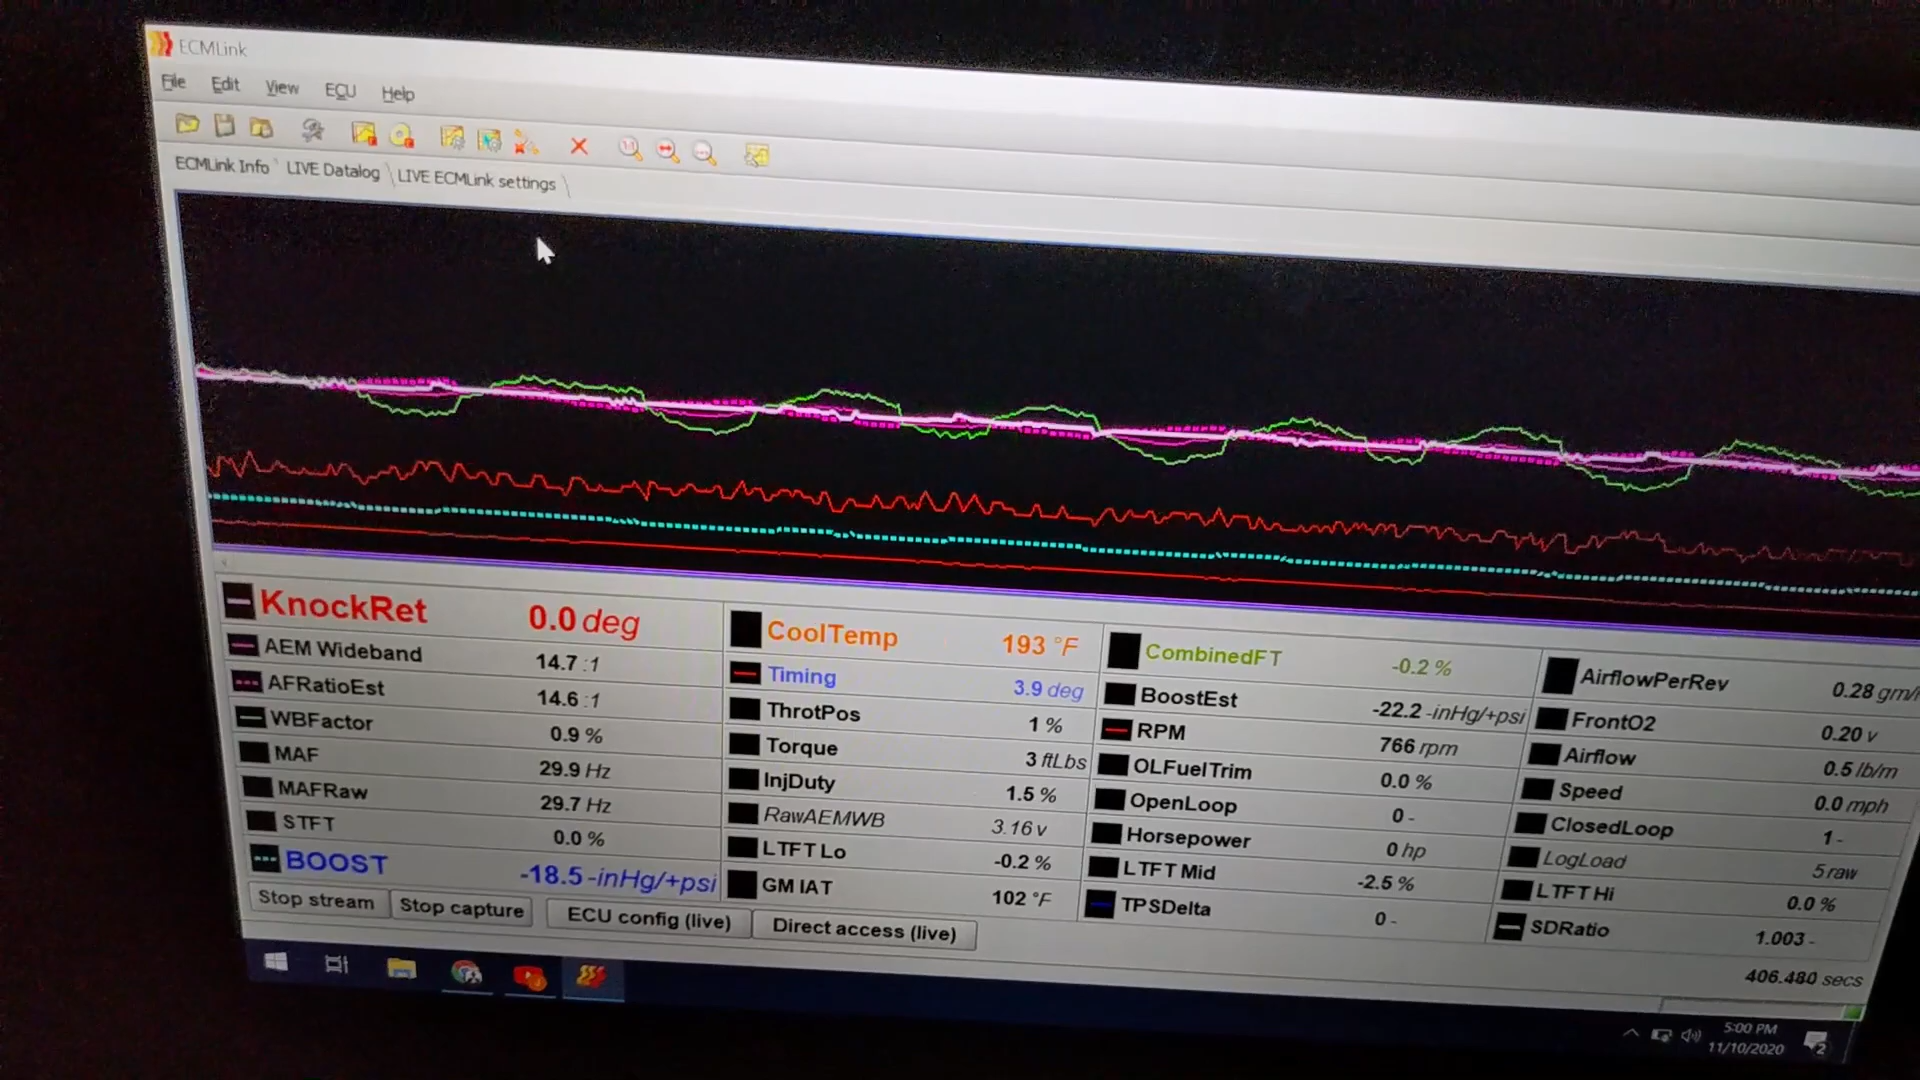 ECMLink
File Edit View ECU Help
ECMLink Info LIVE Datalog LIVE ECMLink settings
KnockRet 0.0 deg
AEM Wideband 14.7 :1
AFRatioEst 14.6 :1
WBFactor 0.9 %
MAF 29.9 Hz
MAFRaw 29.7 Hz
STFT 0.0 %
BOOST -18.5 -inHg/+psi
CoolTemp 193 °F
Timing 3.9 deg
ThrotPos 1 %
Torque 3 ftLbs
InjDuty 1.5 %
RawAEMWB 3.16 v
LTFT Lo -0.2 %
GM IAT 102 °F
CombinedFT -0.2 %
BoostEst -22.2 -inHg/+psi
RPM 766 rpm
OLFuelTrim 0.0 %
OpenLoop 0 -
Horsepower 0 hp
LTFT Mid -2.5 %
TPSDelta 0 -
AirflowPerRev 0.28 gm/r
FrontO2 0.20 v
Airflow 0.5 lb/m
Speed 0.0 mph
ClosedLoop 1 -
LogLoad 5 raw
LTFT Hi 0.0 %
SDRatio 1.003 -
Stop stream Stop capture ECU config (live) Direct access (live)
406.480 secs
5:00 PM
11/10/2020
2